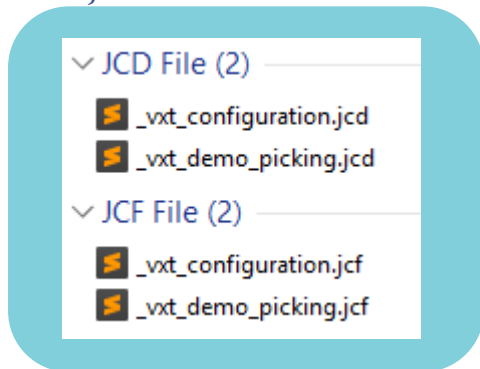 JCD File (2)
_vxt_configuration.jcd
_vxt_demo_picking.jcd
JCF File (2)
_vxt_configuration.jcf
_vxt_demo_picking.jcf